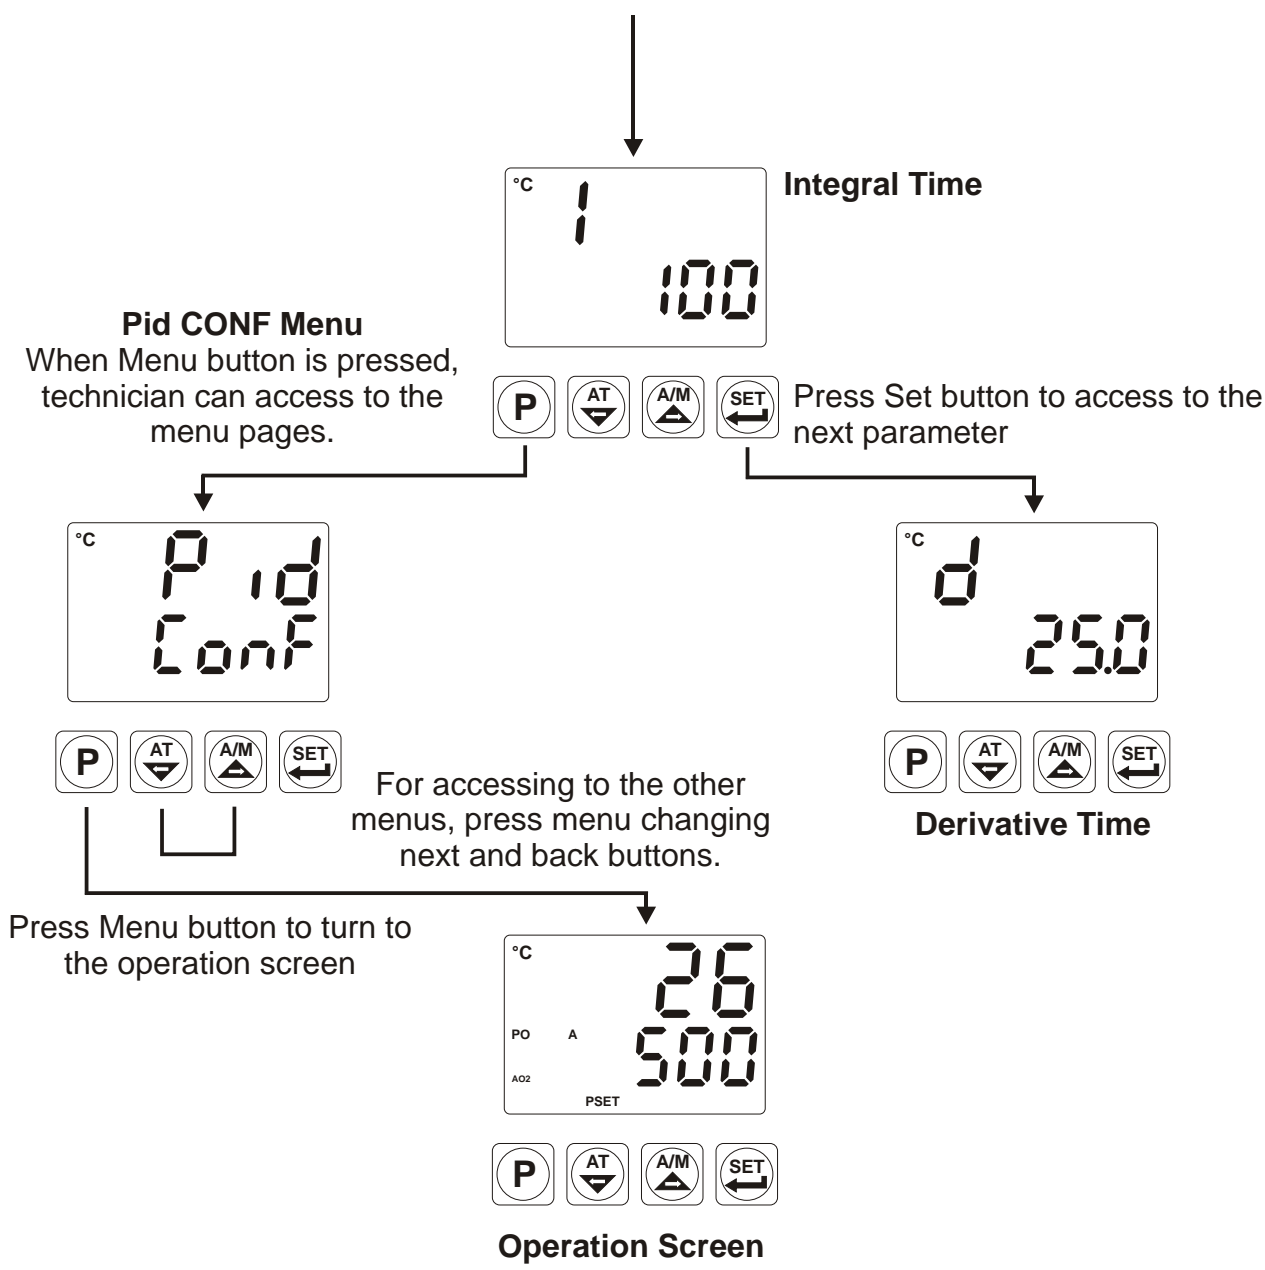 °C
I
Integral Time
100
Pid CONF Menu
When Menu button is pressed,
technician can access to the
menu pages.
P AT A/M SET
Press Set button to access to the
next parameter
°C
Pid
ConF
°C
d
25.0
P AT A/M SET
P AT A/M SET
For accessing to the other
menus, press menu changing
next and back buttons.
Derivative Time
Press Menu button to turn to
the operation screen
°C
26
PO A
500
AO2
PSET
P AT A/M SET
Operation Screen